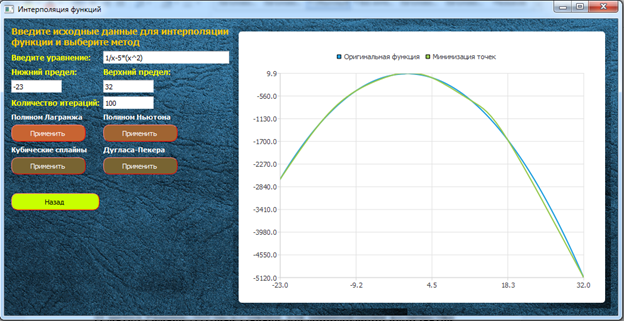 Интерполяция функций
Введите исходные данные для интерполяции
функции и выберите метод
Введите уравнение: 1/x-5*(x^2)
Нижний предел: Верхний предел:
-23 32
Количество итераций: 100
Полином Лагранжа Полином Ньютона
Применить Применить
Кубические сплайны Дугласа-Пекера
Применить Применить
Назад
Оригинальная функция Минимизация точек
9.9
-560.0
-1130.0
-1700.0
-2270.0
-2840.0
-3410.0
-3980.0
-4550.0
-5120.0
-23.0 -9.2 4.5 18.3 32.0